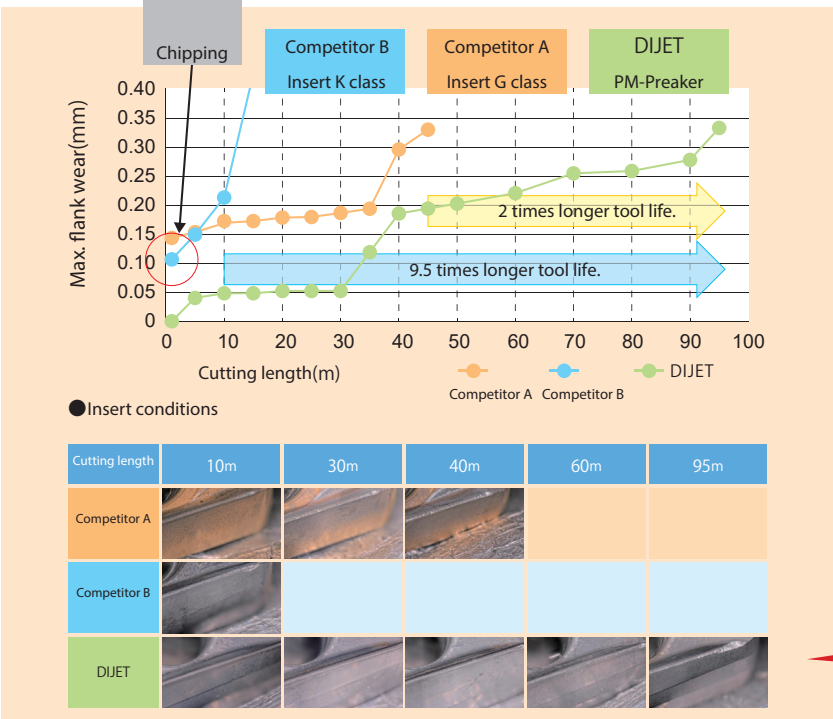 Chipping
Competitor B
Insert K class
Competitor A
Insert G class
DIJET
PM-Preaker
Max. flank wear(mm)
0.40
0.35
0.30
0.25
0.20
0.15
0.10
0.05
0
2 times longer tool life.
9.5 times longer tool life.
0 10 20 30 40 50 60 70 80 90 100
Cutting length(m)
Competitor A Competitor B DIJET
●Insert conditions
Cutting length 10m 30m 40m 60m 95m
Competitor A
Competitor B
DIJET